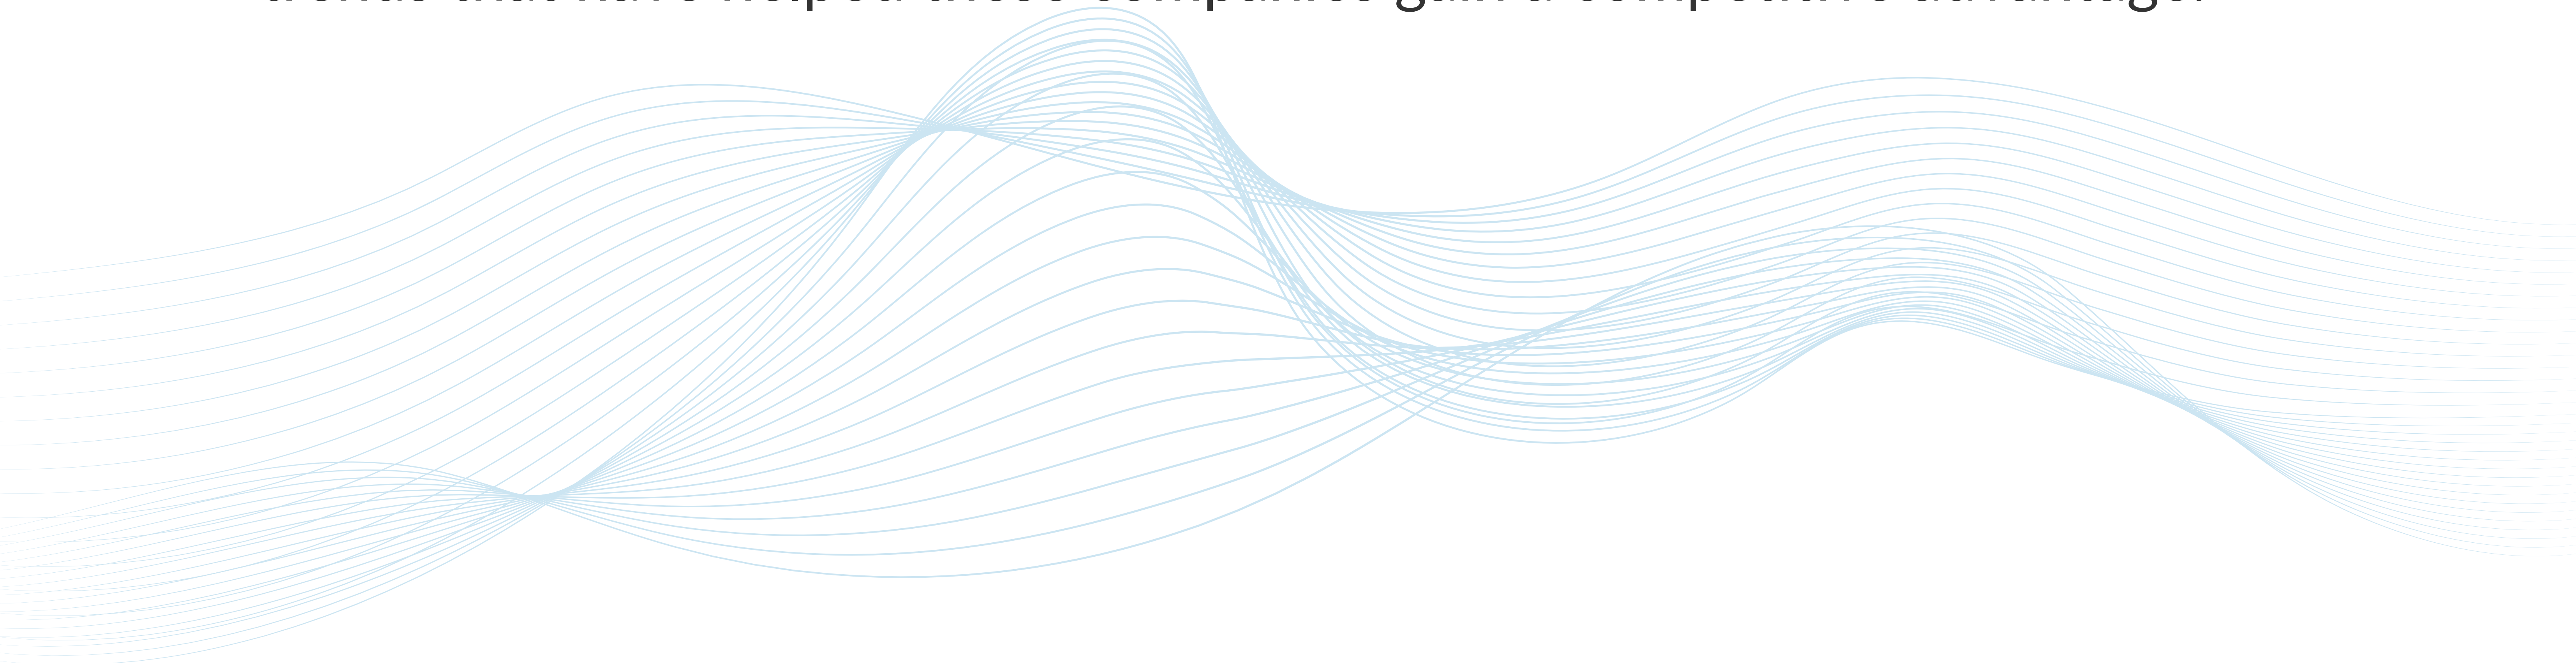 trends that have helped these companies gain a competitive advantage.